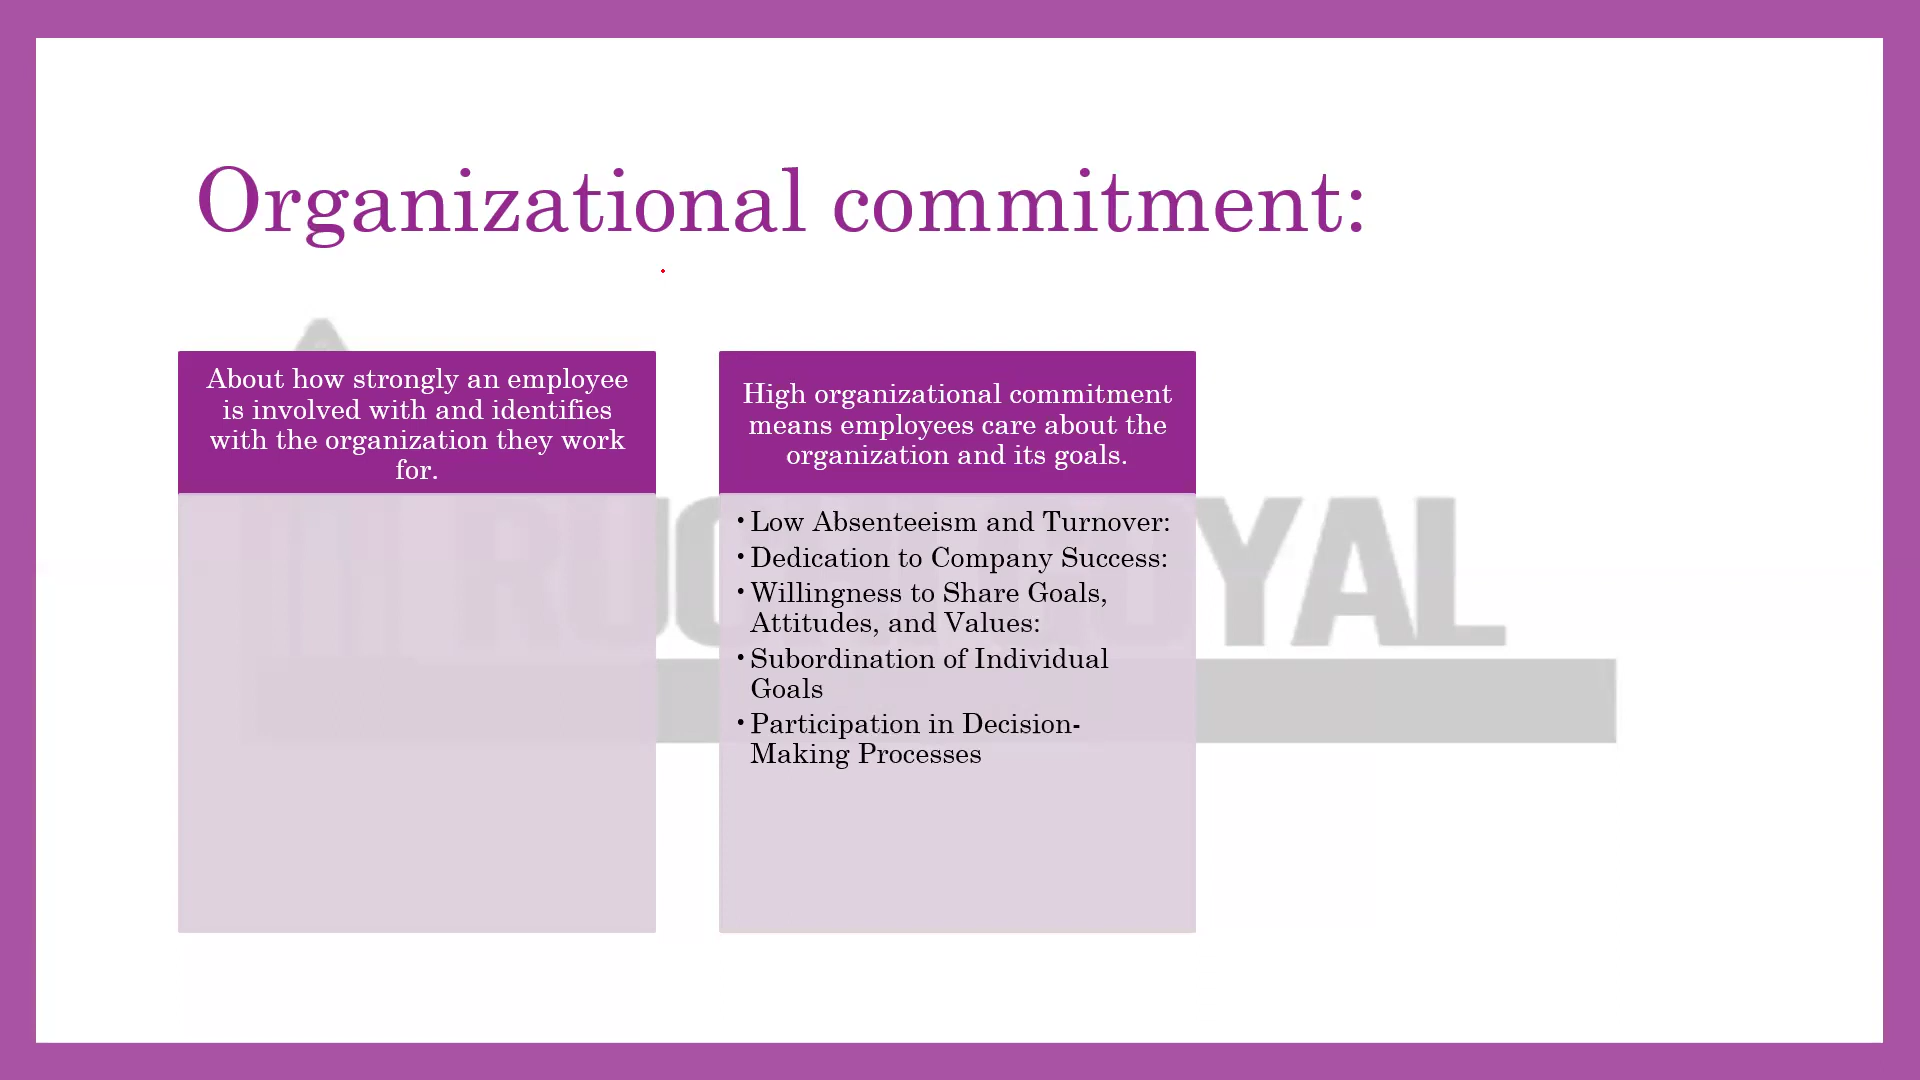 Organizational commitment:
About how strongly an employee
is involved with and identifies
with the organization they work
for.
High organizational commitment
means employees care about the
organization and its goals.
• Low Absenteeism and Turnover:
• Dedication to Company Success:
• Willingness to Share Goals,
Attitudes, and Values:
• Subordination of Individual
Goals
• Participation in Decision-
Making Processes